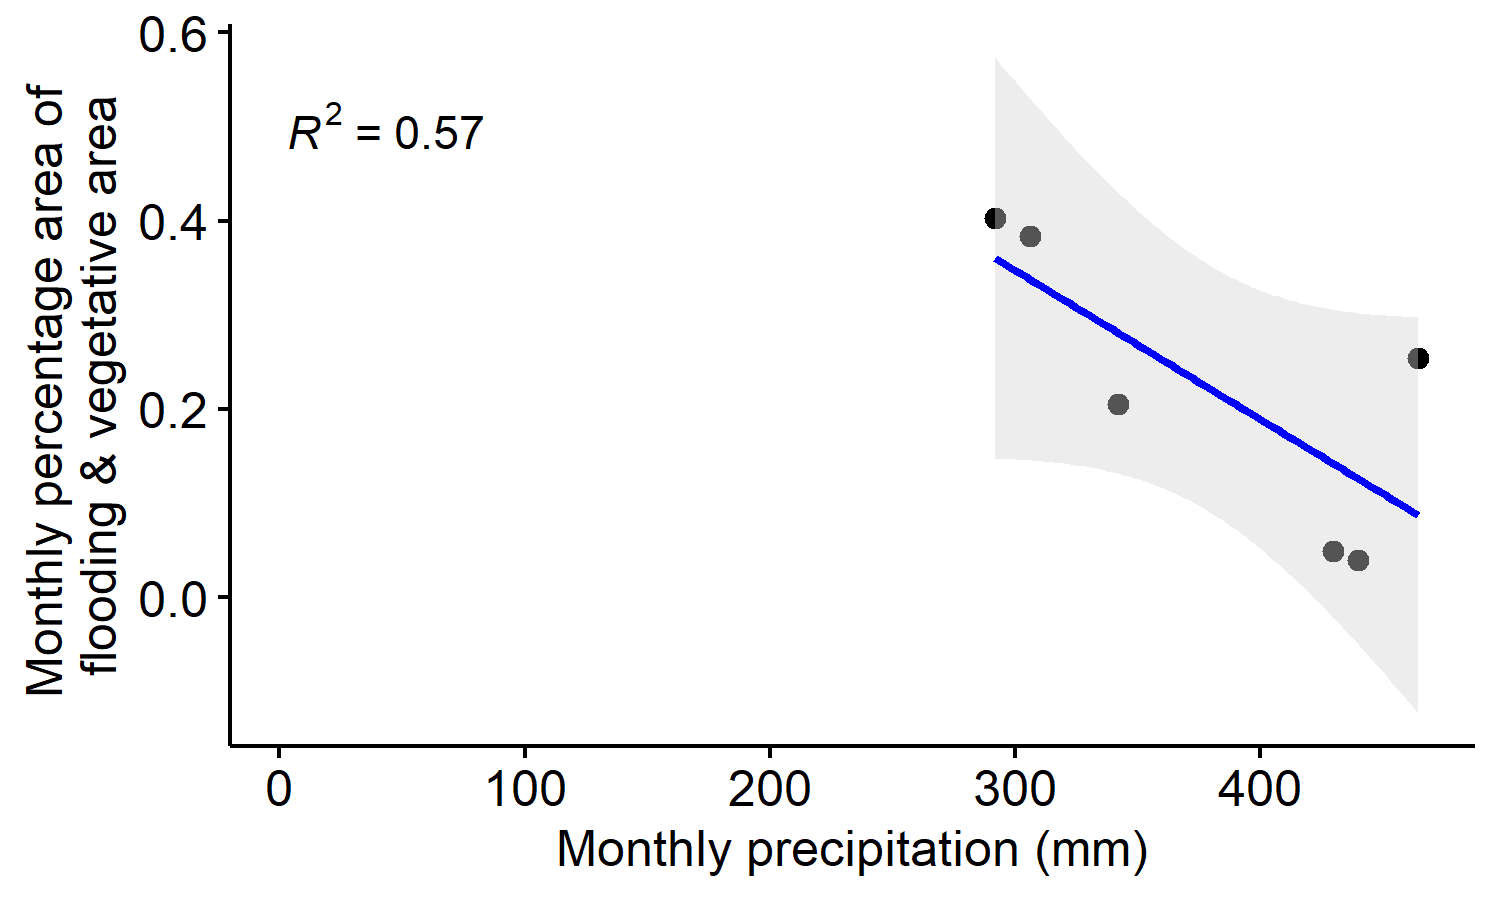 Monthly percentage area of
flooding & vegetative area
0.6
0.4
0.2
0.0
R² = 0.57
0 100 200 300 400
Monthly precipitation (mm)